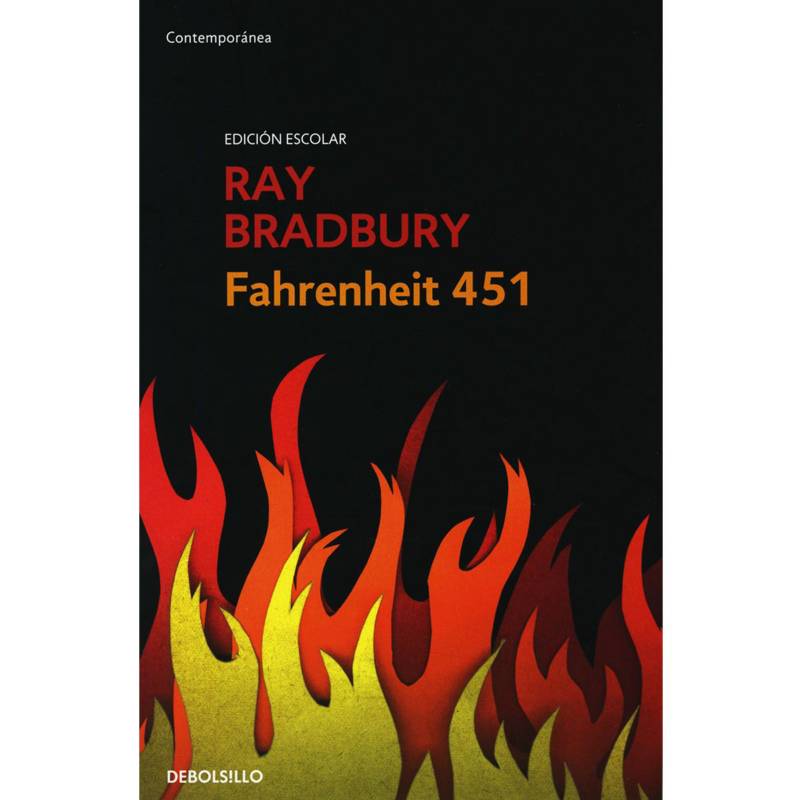 Contemporánea
EDICIÓN ESCOLAR
RAY
BRADBURY
Fahrenheit 451
DEBOLS!LLO